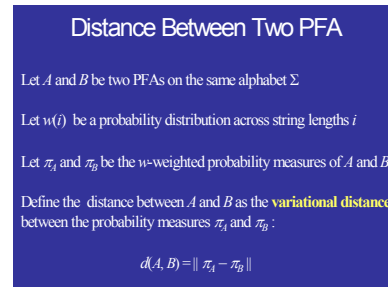 Distance Between Two PFA
Let A and B be two PFAs on the same alphabet Σ
Let w(i) be a probability distribution across string lengths i
Let π_A and π_B be the w-weighted probability measures of A and B
Define the distance between A and B as the variational distance
between the probability measures π_A and π_B :
d(A, B) = || π_A − π_B ||